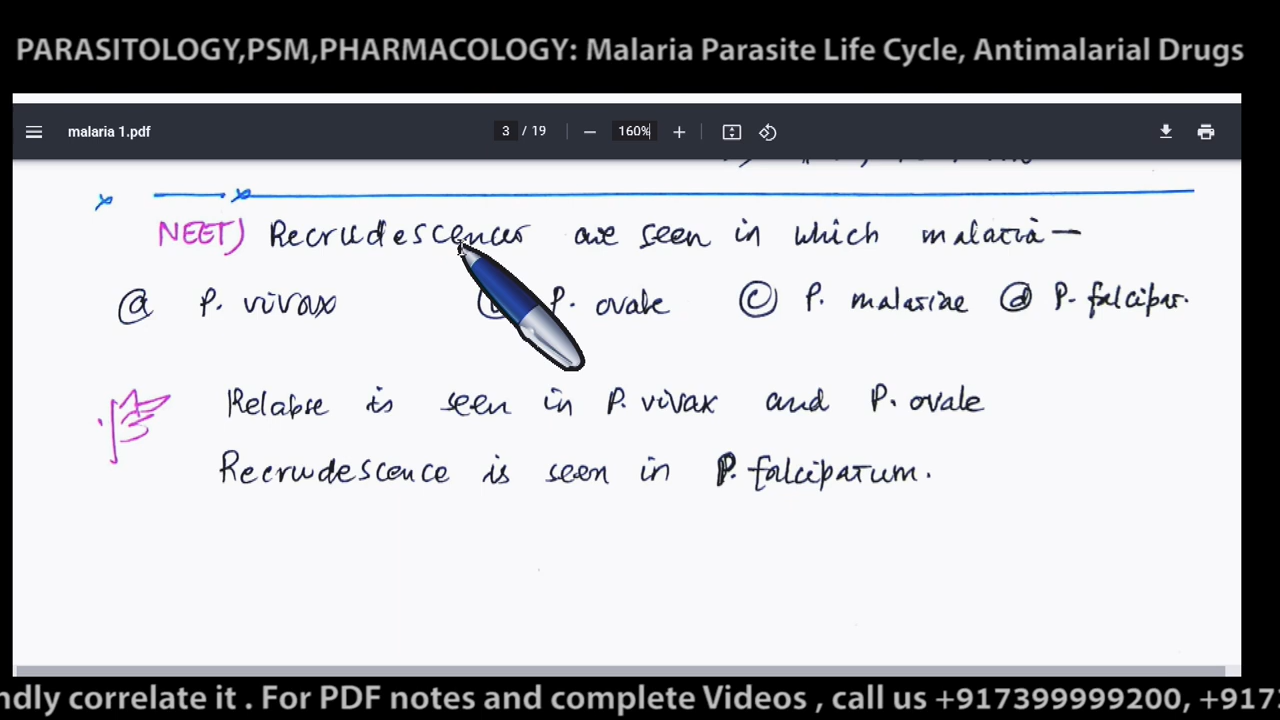 PARASITOLOGY,PSM,PHARMACOLOGY: Malaria Parasite Life Cycle, Antimalarial Drugs
malaria 1.pdf 3 / 19 160%
NEET) Recrudescences are seen in which malaria —
ⓐ P. vivax P. ovale ⓒ P. malariae ⓓ P. falcipar.
Relapse is seen in P. vivax and P. ovale
Recrudescence is seen in P. falciparum.
ndly correlate it . For PDF notes and complete Videos , call us +917399999200, +917